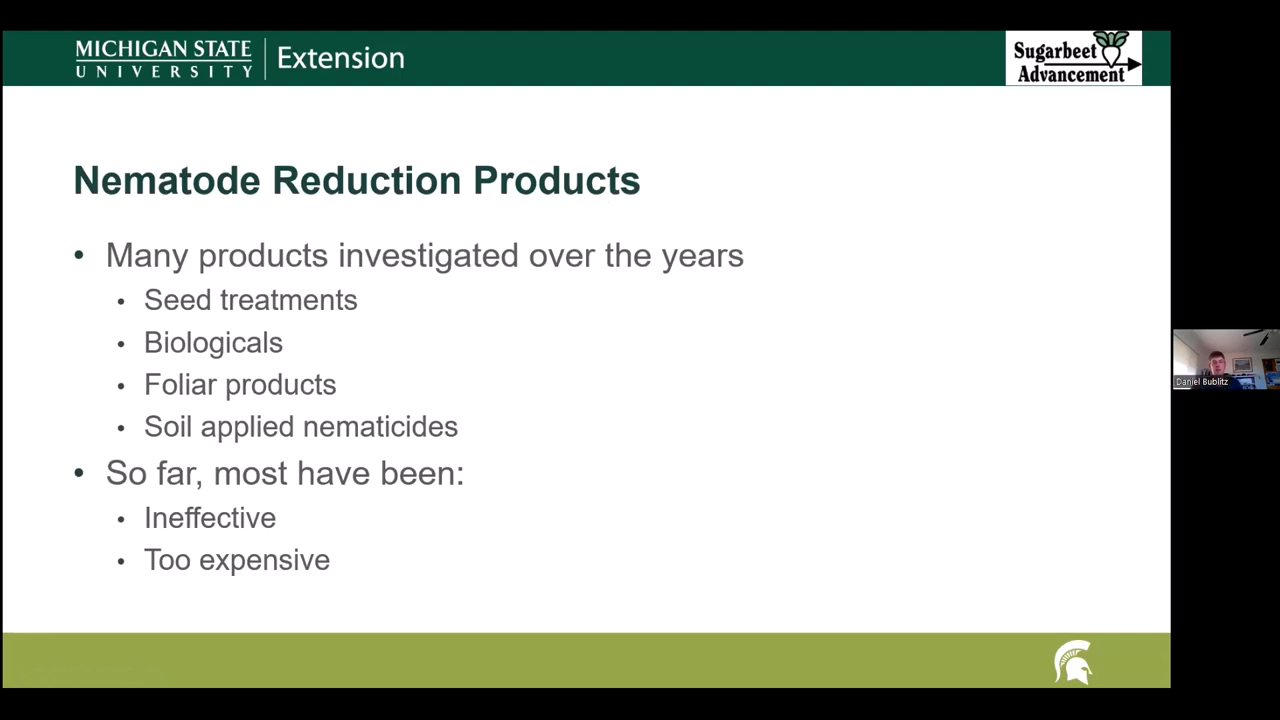 MICHIGAN STATE
UNIVERSITY
Extension
Sugarbeet
Advancement
Nematode Reduction Products
• Many products investigated over the years
• Seed treatments
• Biologicals
• Foliar products
• Soil applied nematicides
• So far, most have been:
• Ineffective
• Too expensive
Daniel Bublitz